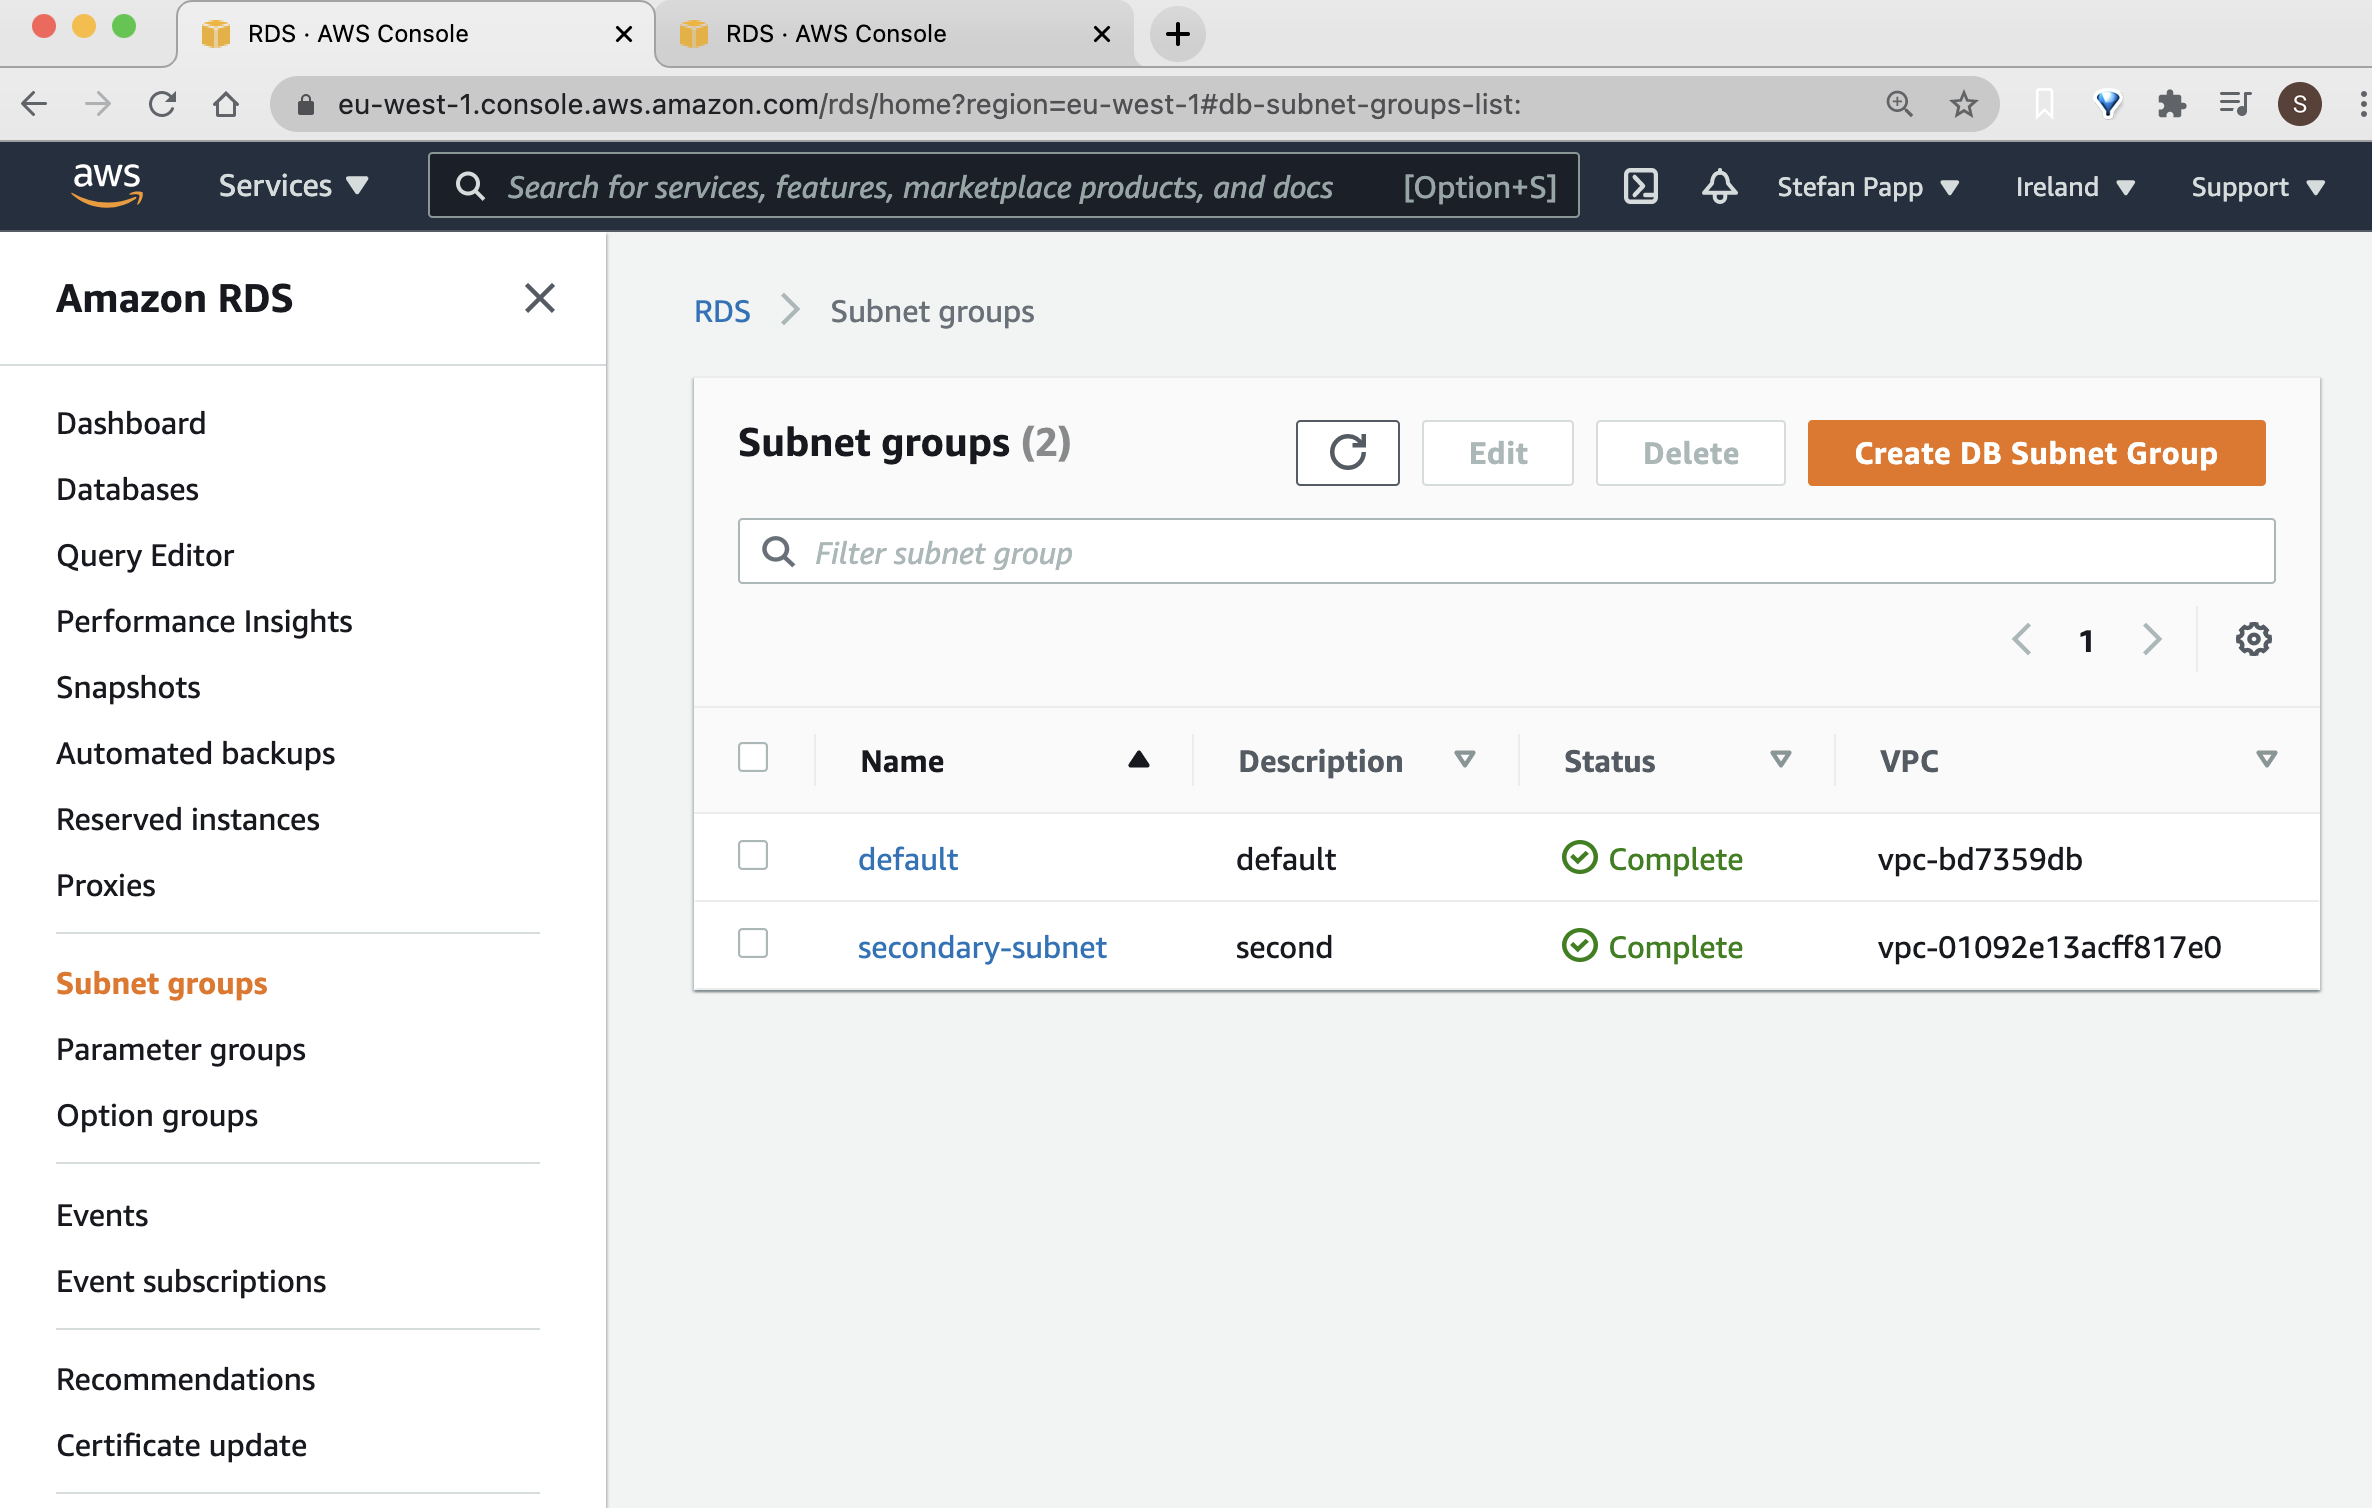 RDS · AWS Console
RDS · AWS Console
eu-west-1.console.aws.amazon.com/rds/home?region=eu-west-1#db-subnet-groups-list:
S
aws
Services
Search for services, features, marketplace products, and docs
[Option+S]
Stefan Papp
Ireland
Support
Amazon RDS
Dashboard
Databases
Query Editor
Performance Insights
Snapshots
Automated backups
Reserved instances
Proxies
Subnet groups
Parameter groups
Option groups
Events
Event subscriptions
Recommendations
Certificate update
RDS
Subnet groups
Subnet groups (2)
Edit
Delete
Create DB Subnet Group
Filter subnet group
1
Name Description Status VPC
default default Complete vpc-bd7359db
secondary-subnet second Complete vpc-01092e13acff817e0